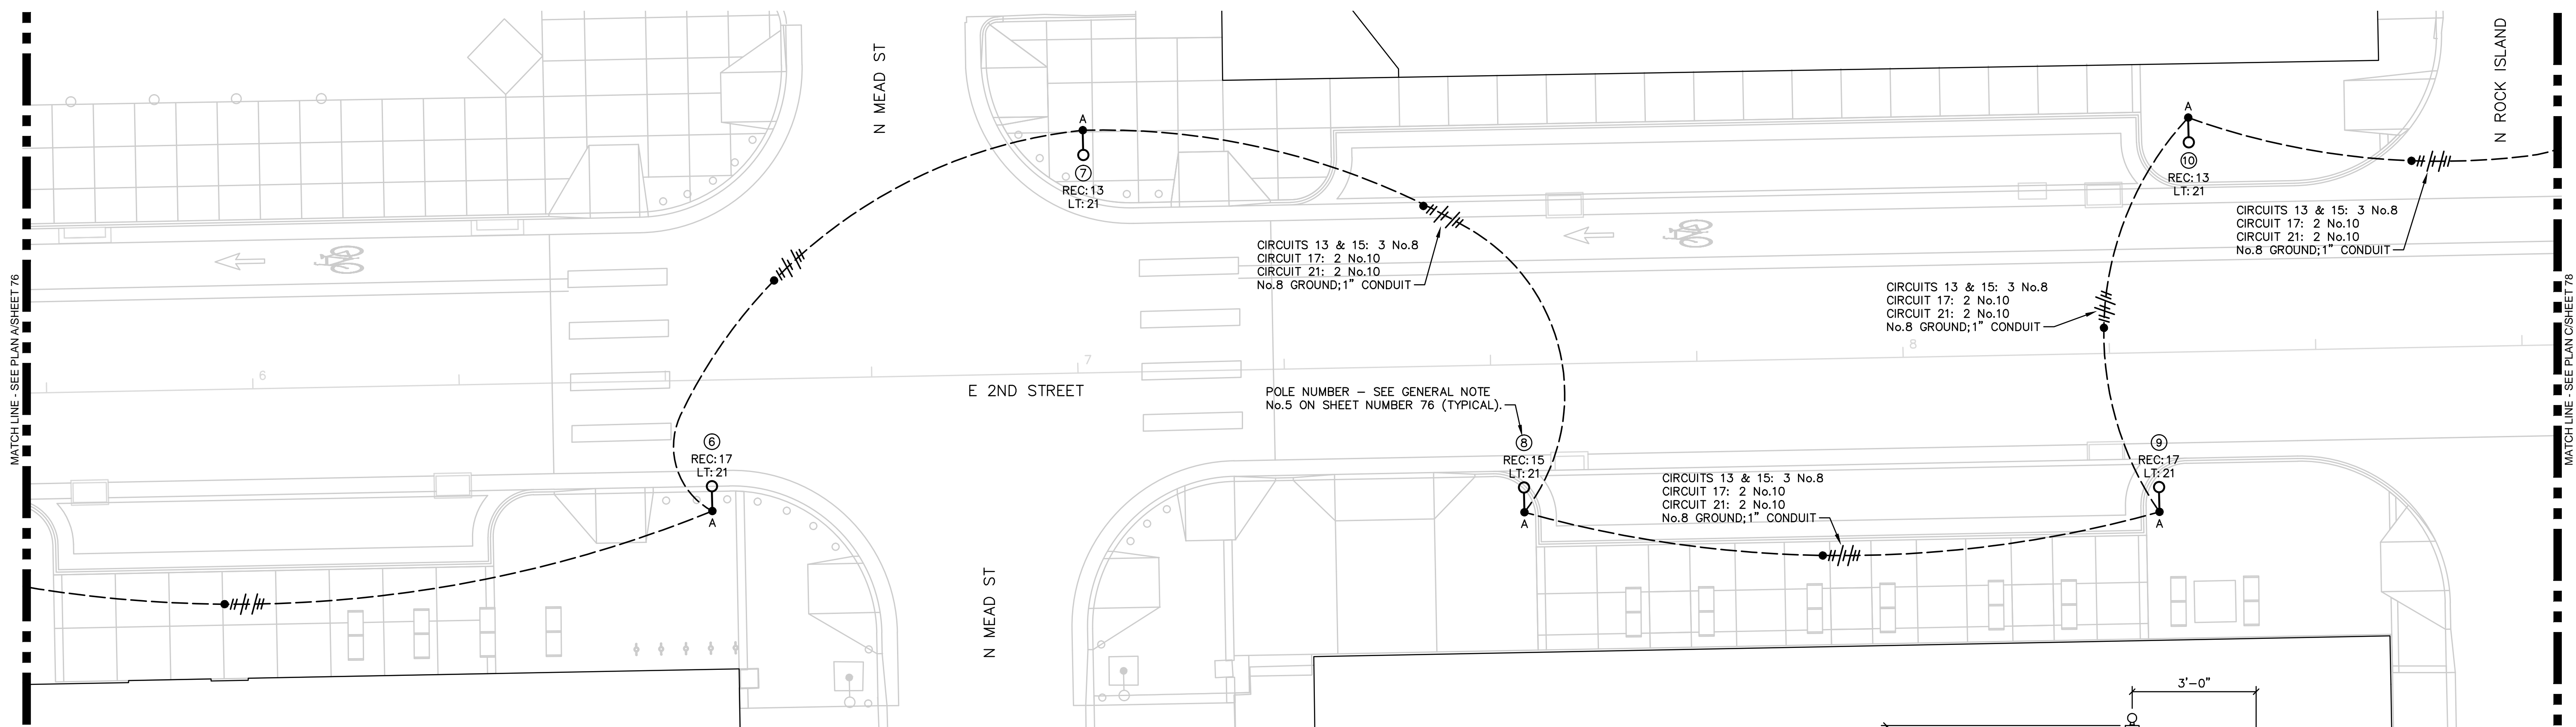 MATCH LINE - SEE PLAN A/SHEET 76
N MEAD ST
A
7
REC:13
LT:21
CIRCUITS 13 & 15: 3 No.8
CIRCUIT 17: 2 No.10
CIRCUIT 21: 2 No.10
No.8 GROUND;1" CONDUIT
A
10
REC:13
LT:21
N ROCK ISLAND
CIRCUITS 13 & 15: 3 No.8
CIRCUIT 17: 2 No.10
CIRCUIT 21: 2 No.10
No.8 GROUND;1" CONDUIT
CIRCUITS 13 & 15: 3 No.8
CIRCUIT 17: 2 No.10
CIRCUIT 21: 2 No.10
No.8 GROUND;1" CONDUIT
6
7
8
E 2ND STREET
POLE NUMBER – SEE GENERAL NOTE
No.5 ON SHEET NUMBER 76 (TYPICAL).
6
REC:17
LT:21
A
8
REC:15
LT:21
A
CIRCUITS 13 & 15: 3 No.8
CIRCUIT 17: 2 No.10
CIRCUIT 21: 2 No.10
No.8 GROUND;1" CONDUIT
9
REC:17
LT:21
A
N MEAD ST
3'-0"
MATCH LINE - SEE PLAN C/SHEET 78